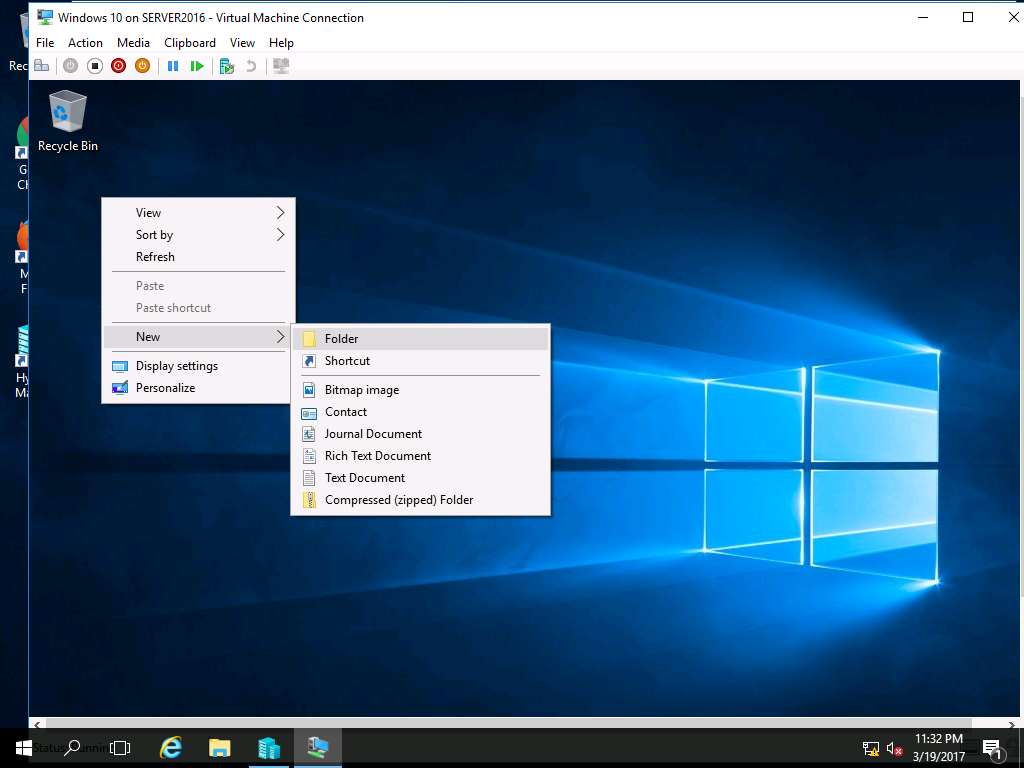 Windows 10 on SERVER2016 - Virtual Machine Connection
File Action Media Clipboard View Help
Rec
Recycle Bin
G
Ch
M
F
Hy
Ma
View
Sort by
Refresh
Paste
Paste shortcut
New
Display settings
Personalize
Folder
Shortcut
Bitmap image
Contact
Journal Document
Rich Text Document
Text Document
Compressed (zipped) Folder
Status: Running
11:32 PM
3/19/2017
1